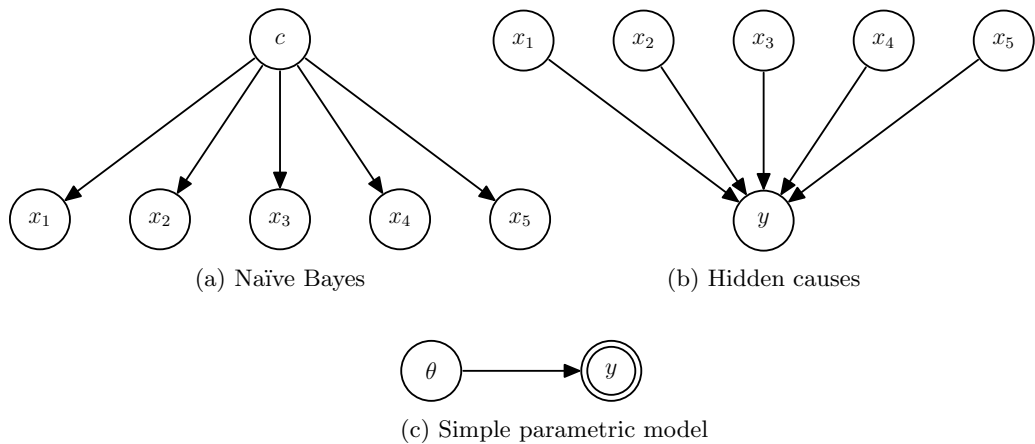 c
x₁ x₂ x₃ x₄ x₅
(a) Naïve Bayes
x₁ x₂ x₃ x₄ x₅
y
(b) Hidden causes
θ y
(c) Simple parametric model